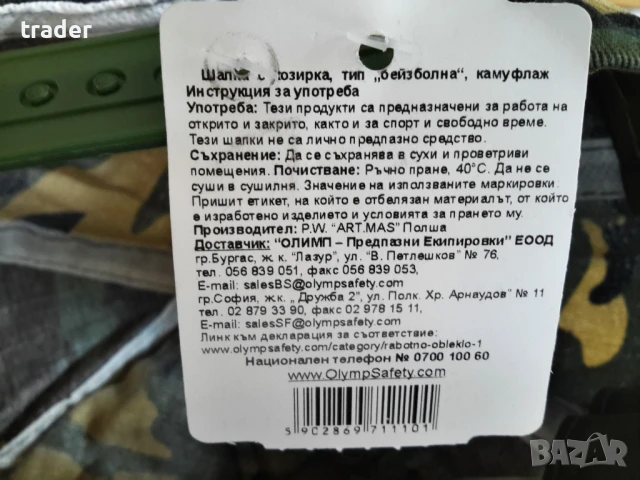 trader
Шапка с козирка, тип „бейзболна“, камуфлаж
Инструкция за употреба
Употреба: Тези продукти са предназначени за работа на
открито и закрито, както и за спорт и свободно време.
Тези шапки не са лично предпазно средство.
Съхранение: Да се съхранява в сухи и проветриви
помещения. Почистване: Ръчно пране, 40°C. Да не се
суши в сушилня. Значение на използваните маркировки:
Пришит етикет, на който е отбелязан материалът, от който
е изработено изделието и условията за прането му.
Производител: P.W. “ART.MAS” Полша
Доставчик: "ОЛИМП – Предпазни Екипировки" ЕООД
гр.Бургас, ж.к. "Лазур", ул. "В. Петлешков" № 76,
тел. 056 839 051, факс 056 839 053,
E-mail: salesBS@olympsafety.com
гр.София, ж.к. „ Дружба 2", ул. Полк. Хр. Арнаудов" № 11
тел. 02 879 33 90, факс 02 978 15 11,
E-mail: salesSF@olympsafety.com
Линк към декларация за съответствие:
www.olympsafety.com/category/rabotno-obleklo-1
Национален телефон № 0700 100 60
www.OlympSafety.com
5 902869 711101
BAZAR